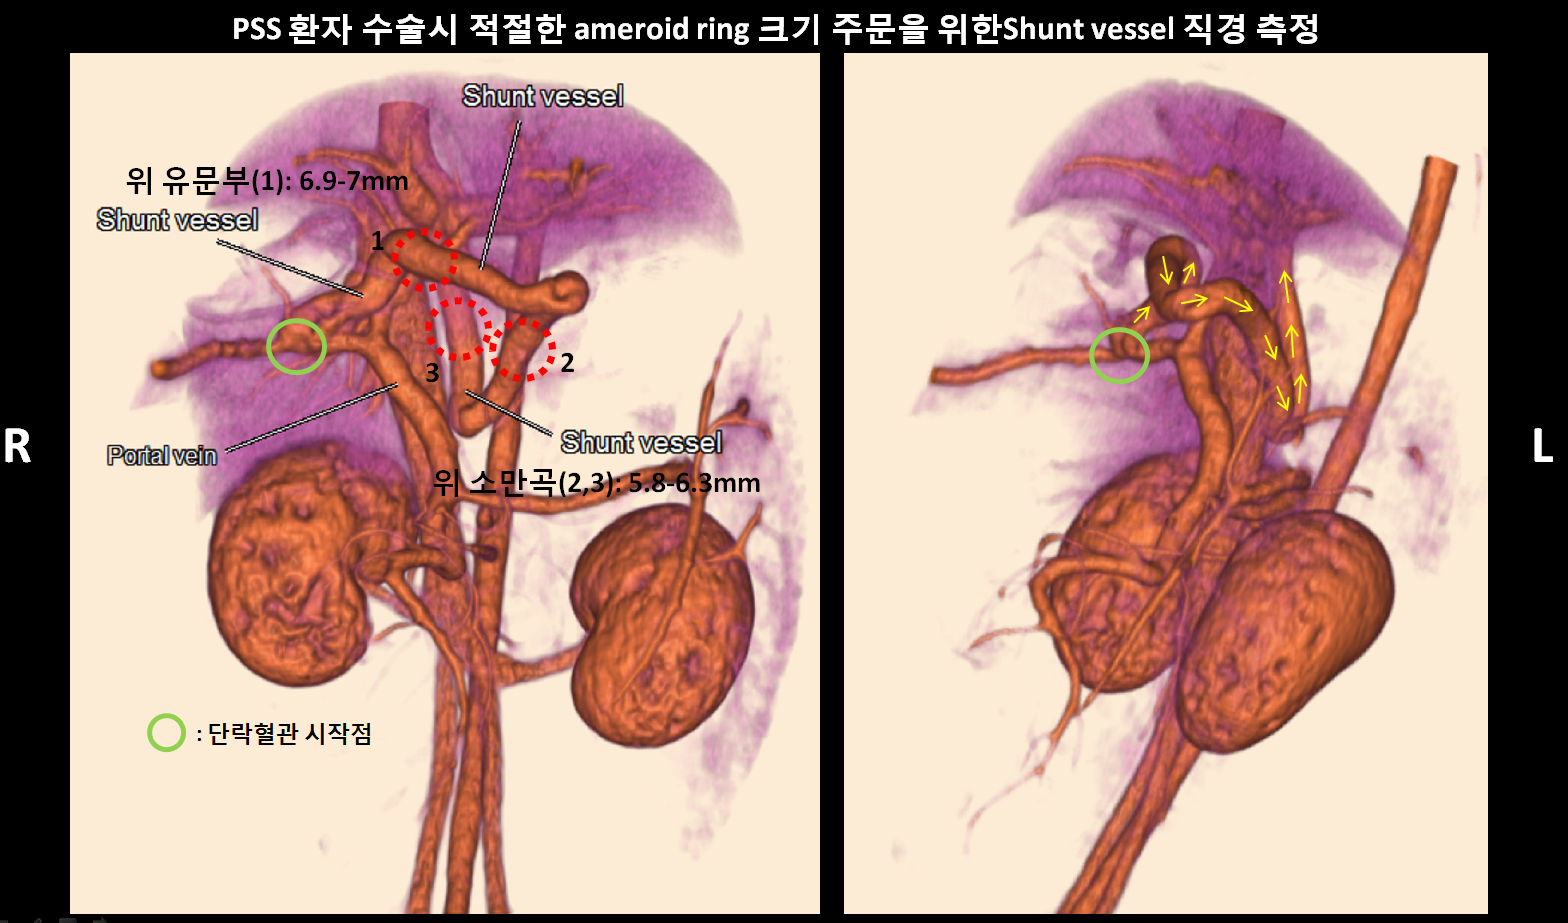 PSS 환자 수술시 적절한 ameroid ring 크기 주문을 위한Shunt vessel 직경 측정
Shunt vessel
위 유문부(1): 6.9-7mm
Shunt vessel
1
3
2
R
Portal vein
Shunt vessel
위 소만곡(2,3): 5.8-6.3mm
L
: 단락혈관 시작점